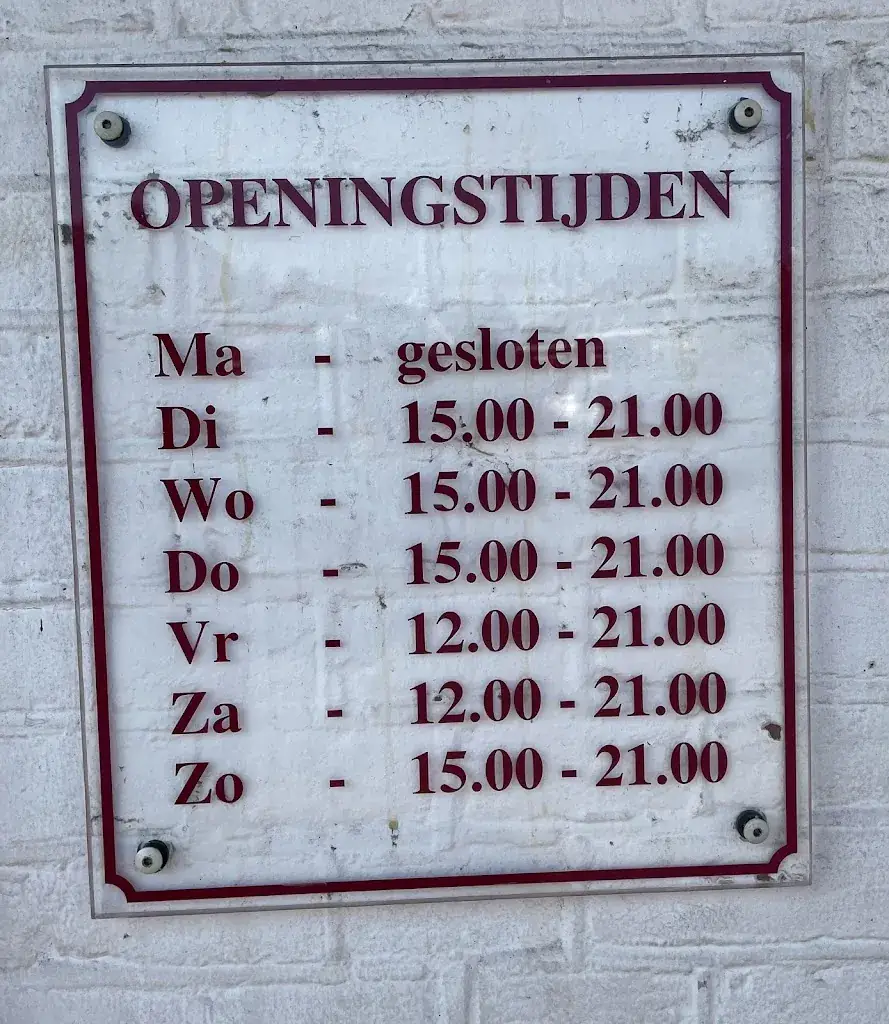 OPENINGSTIJDEN
Ma - gesloten
Di - 15.00 - 21.00
Wo - 15.00 - 21.00
Do - 15.00 - 21.00
Vr - 12.00 - 21.00
Za - 12.00 - 21.00
Zo - 15.00 - 21.00